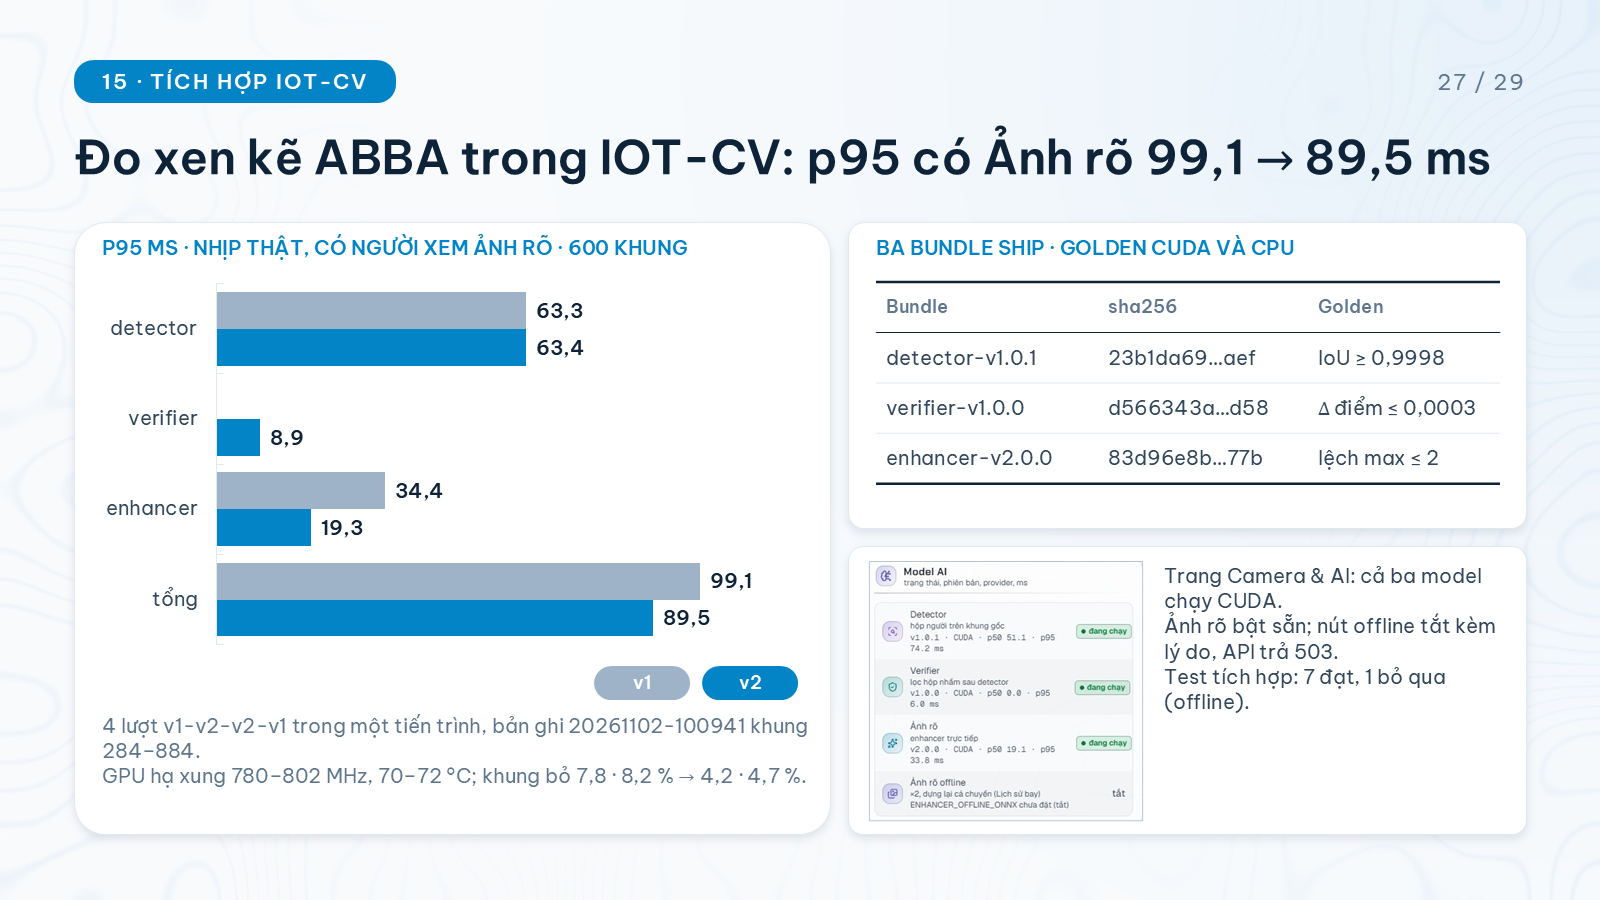 15 · TÍCH HỢP IOT-CV
27 / 29
Đo xen kẽ ABBA trong IOT-CV: p95 có Ảnh rõ 99,1 → 89,5 ms
P95 MS · NHỊP THẬT, CÓ NGƯỜI XEM ẢNH RÕ · 600 KHUNG
detector
63,3
63,4
verifier
8,9
enhancer
34,4
19,3
tổng
99,1
89,5
v1
v2
4 lượt v1-v2-v2-v1 trong một tiến trình, bản ghi 20261102-100941 khung
284–884.
GPU hạ xung 780–802 MHz, 70–72 °C; khung bỏ 7,8 · 8,2 % → 4,2 · 4,7 %.
BA BUNDLE SHIP · GOLDEN CUDA VÀ CPU
Bundle sha256 Golden
detector-v1.0.1 23b1da69…aef IoU ≥ 0,9998
verifier-v1.0.0 d566343a…d58 Δ điểm ≤ 0,0003
enhancer-v2.0.0 83d96e8b…77b lệch max ≤ 2
Model AI
trạng thái, phiên bản, provider, ms
Detector
hộp người trên khung gốc
v1.0.1 · CUDA · p50 51.1 · p95
74.2 ms
đang chạy
Verifier
lọc hộp nhầm sau detector
v1.0.0 · CUDA · p50 0.0 · p95
6.0 ms
đang chạy
Ảnh rõ
enhancer trực tiếp
v2.0.0 · CUDA · p50 19.1 · p95
33.8 ms
đang chạy
Ảnh rõ offline
×2, dựng lại cả chuyến (Lịch sử bay)
ENHANCER_OFFLINE_ONNX chưa đặt (tắt)
tắt
Trang Camera & AI: cả ba model
chạy CUDA.
Ảnh rõ bật sẵn; nút offline tắt kèm
lý do, API trả 503.
Test tích hợp: 7 đạt, 1 bỏ qua
(offline).